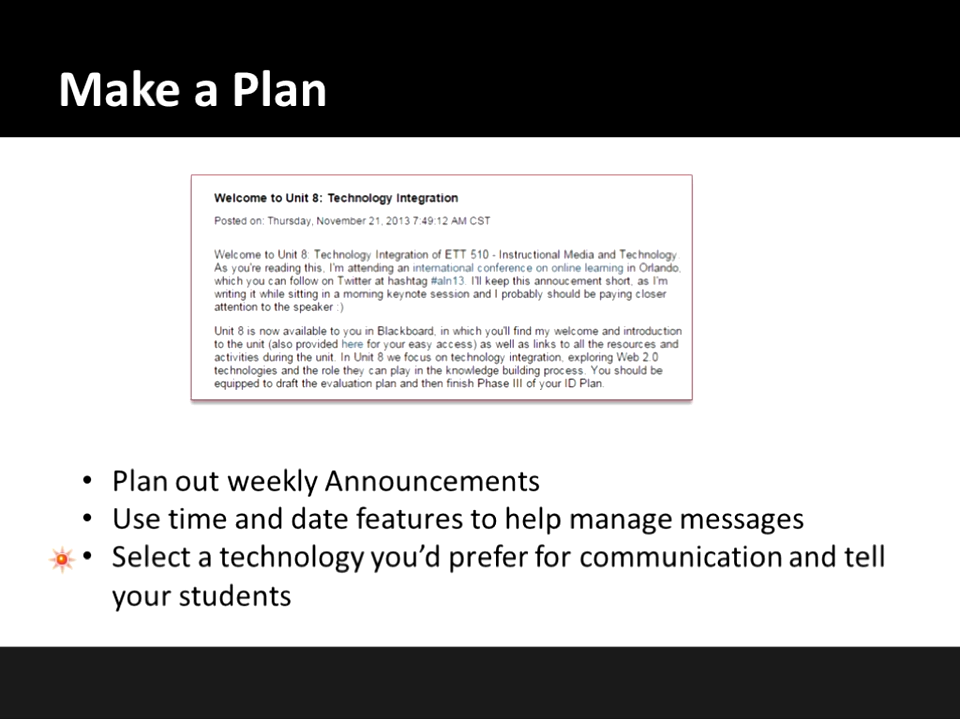 Make a Plan
Welcome to Unit 8: Technology Integration
Posted on: Thursday, November 21, 2013 7:49:12 AM CST
Welcome to Unit 8: Technology Integration of ETT 510 - Instructional Media and Technology.
As you're reading this, I'm attending an international conference on online learning in Orlando,
which you can follow on Twitter at hashtag #aln13. I'll keep this annoucement short, as I'm
writing it while sitting in a morning keynote session and I probably should be paying closer
attention to the speaker :)
Unit 8 is now available to you in Blackboard, in which you'll find my welcome and introduction
to the unit (also provided here for your easy access) as well as links to all the resources and
activities during the unit. In Unit 8 we focus on technology integration, exploring Web 2.0
technologies and the role they can play in the knowledge building process. You should be
equipped to draft the evaluation plan and then finish Phase III of your ID Plan.
• Plan out weekly Announcements
• Use time and date features to help manage messages
• Select a technology you'd prefer for communication and tell
your students